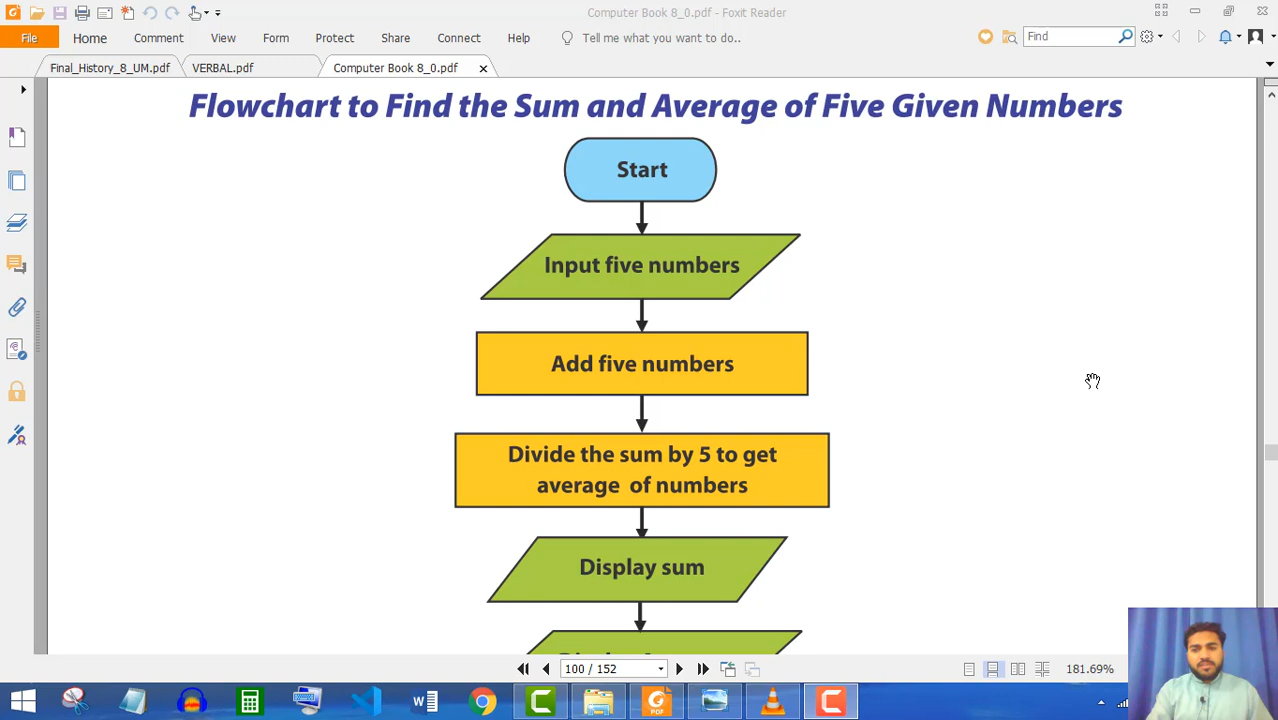 Computer Book 8_0.pdf - Foxit Reader
File Home Comment View Form Protect Share Connect Help Tell me what you want to do.. Find
Final_History_8_UM.pdf VERBAL.pdf Computer Book 8_0.pdf
Flowchart to Find the Sum and Average of Five Given Numbers
Start
Input five numbers
Add five numbers
Divide the sum by 5 to get
average of numbers
Display sum
100 / 152
181.69%